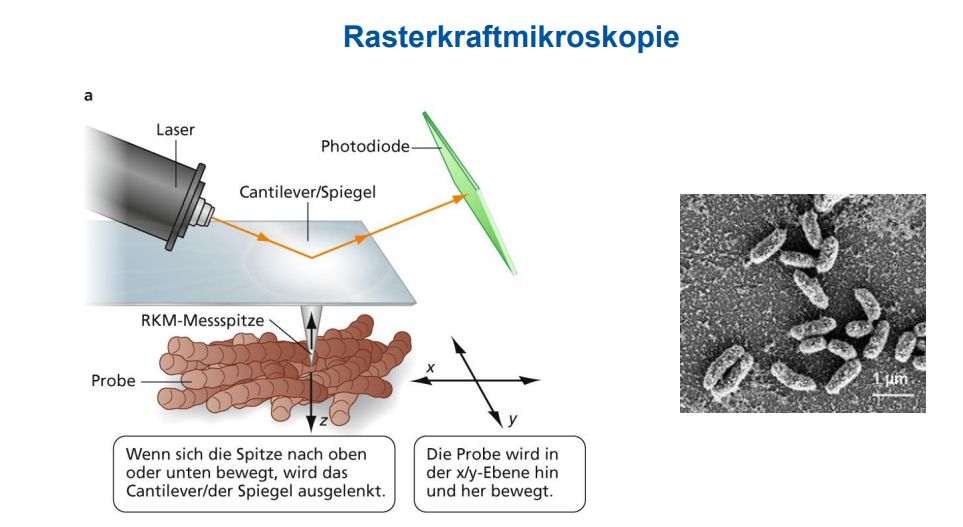 Rasterkraftmikroskopie
a
Laser
Photodiode
Cantilever/Spiegel
RKM-Messspitze
Probe
x
y
z
1 µm
Wenn sich die Spitze nach oben
oder unten bewegt, wird das
Cantilever/der Spiegel ausgelenkt.
Die Probe wird in
der x/y-Ebene hin
und her bewegt.